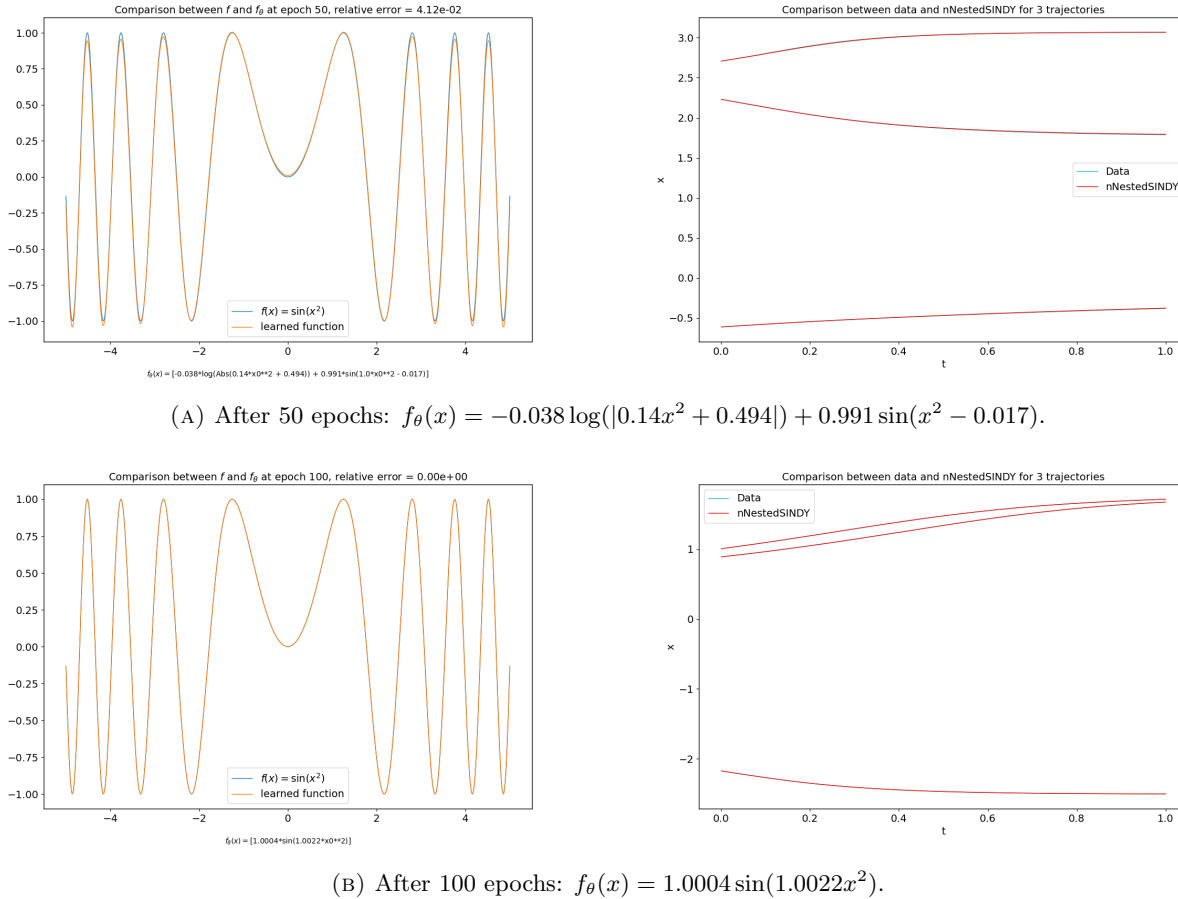 Comparison between f and fθ at epoch 50, relative error = 4.12e-02
1.00
0.75
0.50
0.25
0.00
−0.25
−0.50
−0.75
−1.00
f(x) = sin(x²)
learned function
−4 −2 0 2 4
fθ(x) = [-0.038*log(Abs(0.14*x0**2 + 0.494)) + 0.991*sin(1.0*x0**2 - 0.017)]
Comparison between data and nNestedSINDY for 3 trajectories
3.0
2.5
2.0
1.5
1.0
0.5
0.0
−0.5
x
Data
nNestedSINDY
0.0 0.2 0.4 0.6 0.8 1.0
t
(A) After 50 epochs: fθ(x) = −0.038 log(|0.14x² + 0.494|) + 0.991 sin(x² − 0.017).
Comparison between f and fθ at epoch 100, relative error = 0.00e+00
1.00
0.75
0.50
0.25
0.00
−0.25
−0.50
−0.75
−1.00
f(x) = sin(x²)
learned function
−4 −2 0 2 4
fθ(x) = [1.0004*sin(1.0022*x0**2)]
Comparison between data and nNestedSINDY for 3 trajectories
Data
nNestedSINDY
1
0
−1
−2
x
0.0 0.2 0.4 0.6 0.8 1.0
t
(B) After 100 epochs: fθ(x) = 1.0004 sin(1.0022x²).